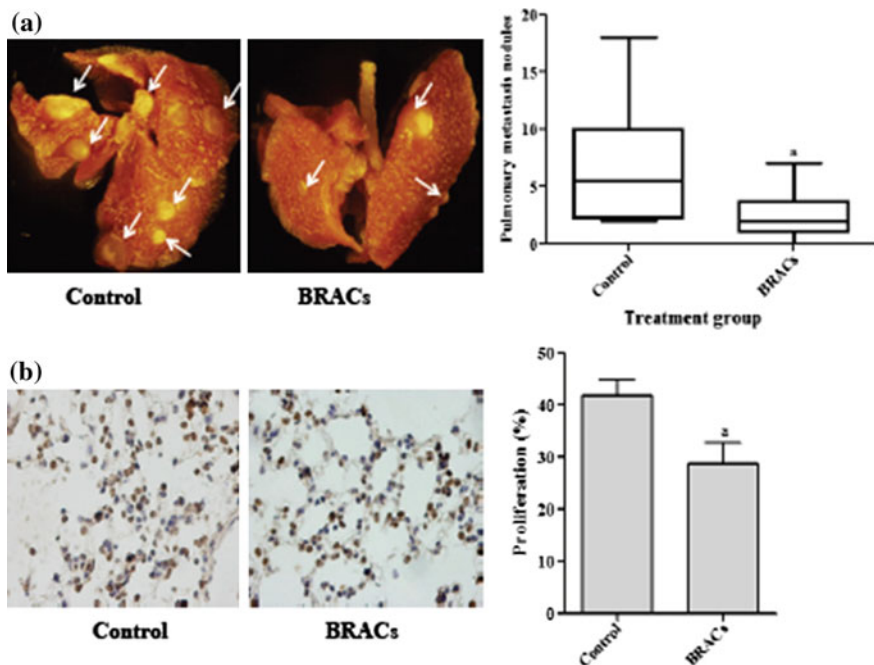 (a)
Control
BRACs
Pulmonary metastasis nodules
20
15
10
5
0
a
Control
BRACs
Treatment group
(b)
Control
BRACs
Proliferation (%)
50
40
30
20
10
0
a
Control
BRACs